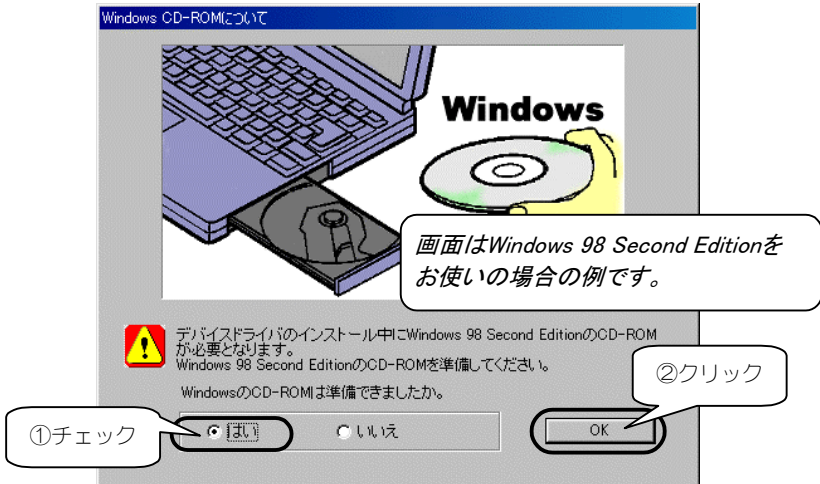 Windows CD-ROMについて
Windows
画面はWindows 98 Second Editionを
お使いの場合の例です。
デバイスドライバのインストール中にWindows 98 Second EditionのCD-ROM
が必要となります。
Windows 98 Second EditionのCD-ROMを準備してください。
WindowsのCD-ROMは準備できましたか。
②クリック
①チェック
はい
いいえ
OK